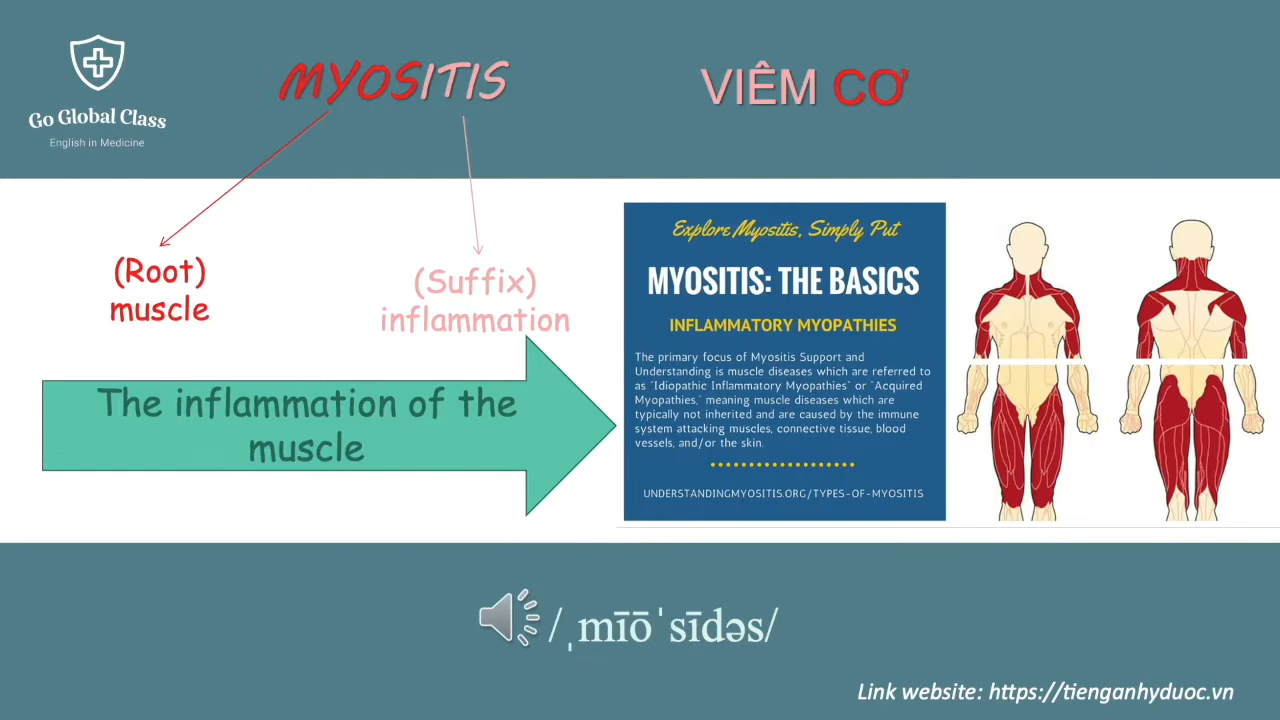 Go Global Class
English in Medicine
MYOSITIS
VIÊM CƠ
(Root)
muscle
(Suffix)
inflammation
The inflammation of the
muscle
Explore Myositis, Simply Put
MYOSITIS: THE BASICS
INFLAMMATORY MYOPATHIES
The primary focus of Myositis Support and
Understanding is muscle diseases which are referred to
as "Idiopathic Inflammatory Myopathies" or "Acquired
Myopathies," meaning muscle diseases which are
typically not inherited and are caused by the immune
system attacking muscles, connective tissue, blood
vessels, and/or the skin.
UNDERSTANDINGMYOSITIS.ORG/TYPES-OF-MYOSITIS
/ˌmīōˈsīdəs/
Link website: https://tienganhyduoc.vn